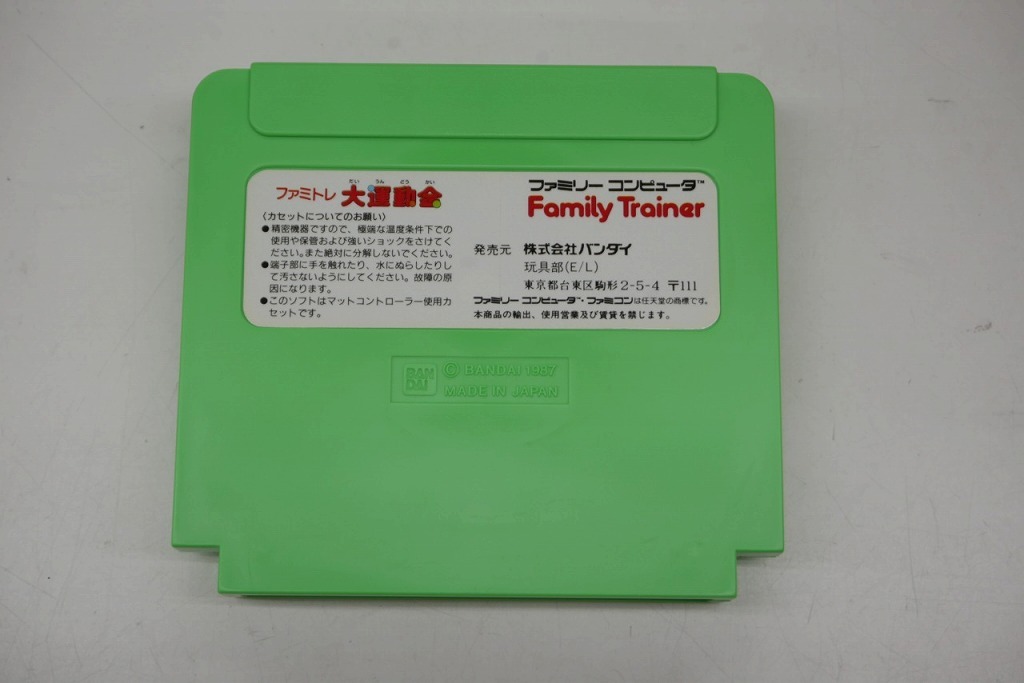 ファミトレ 大運動会
だい うん どう かい
〈カセットについてのお願い〉
●精密機器ですので、極端な温度条件下での
使用や保管および強いショックをさけてく
ださい。また絶対に分解しないでください。
●端子部に手を触れたり、水にぬらしたりし
て汚さないようにしてください。故障の原
因になります。
●このソフトはマットコントローラー使用カ
セットです。
ファミリー コンピュータ™
Family Trainer
発売元 株式会社バンダイ
玩具部(E/L)
東京都台東区駒形2-5-4 〒111
ファミリー コンピュータ™・ファミコンは任天堂の商標です。
本商品の輸出、使用営業及び賃貸を禁じます。
BAN
DAI
© BANDAI 1987
MADE IN JAPAN